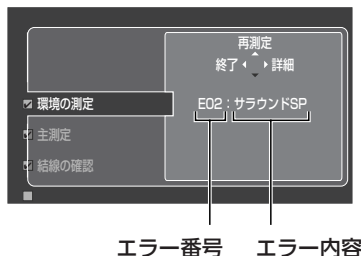 再測定
終了 詳細
環境の測定
E02：サラウンドSP
主測定
結線の確認
エラー番号 エラー内容